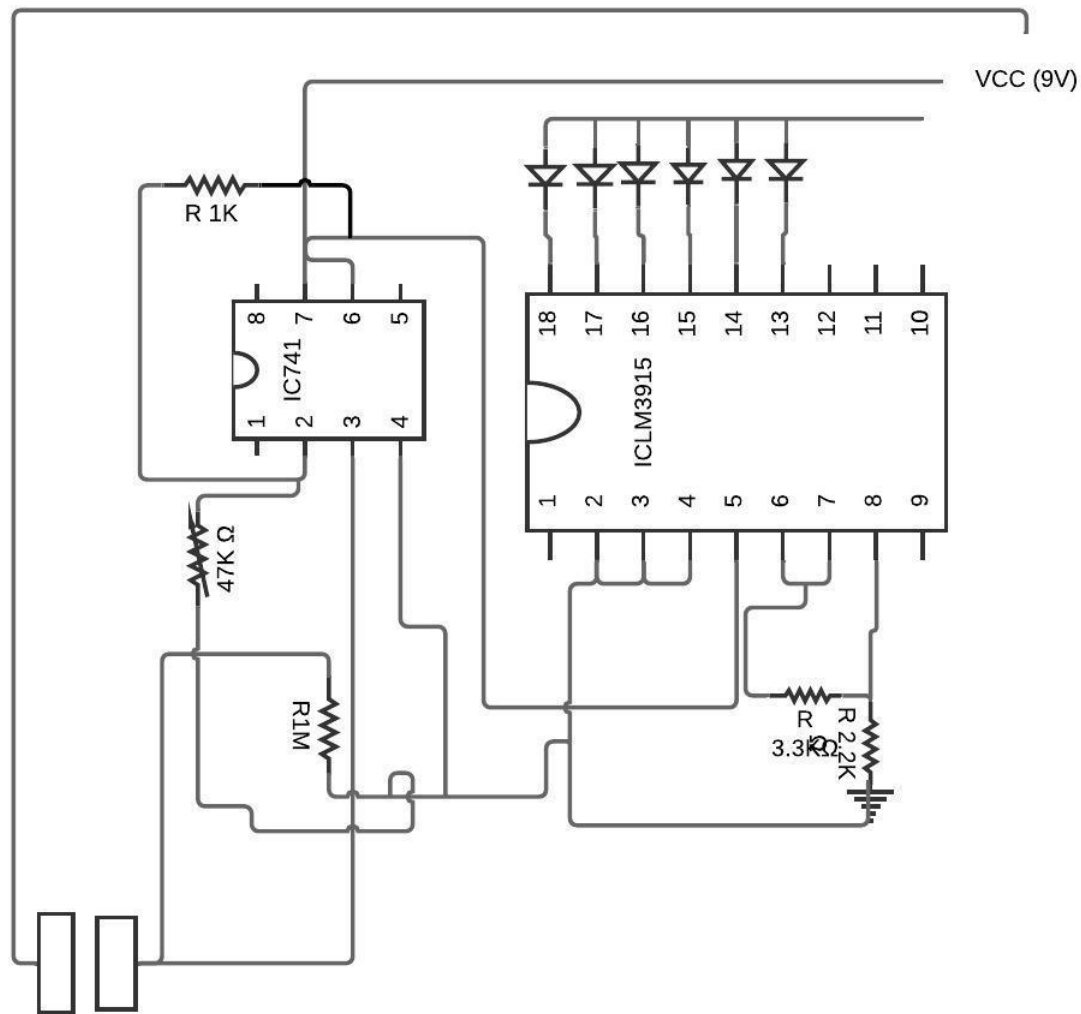 VCC (9V)
R 1K
8 7 6 5
IC741
1 2 3 4
18 17 16 15 14 13 12 11 10
ICLM3915
1 2 3 4 5 6 7 8 9
47K Ω
R1M
R
3.3KΩ
R 2.2K
Ω